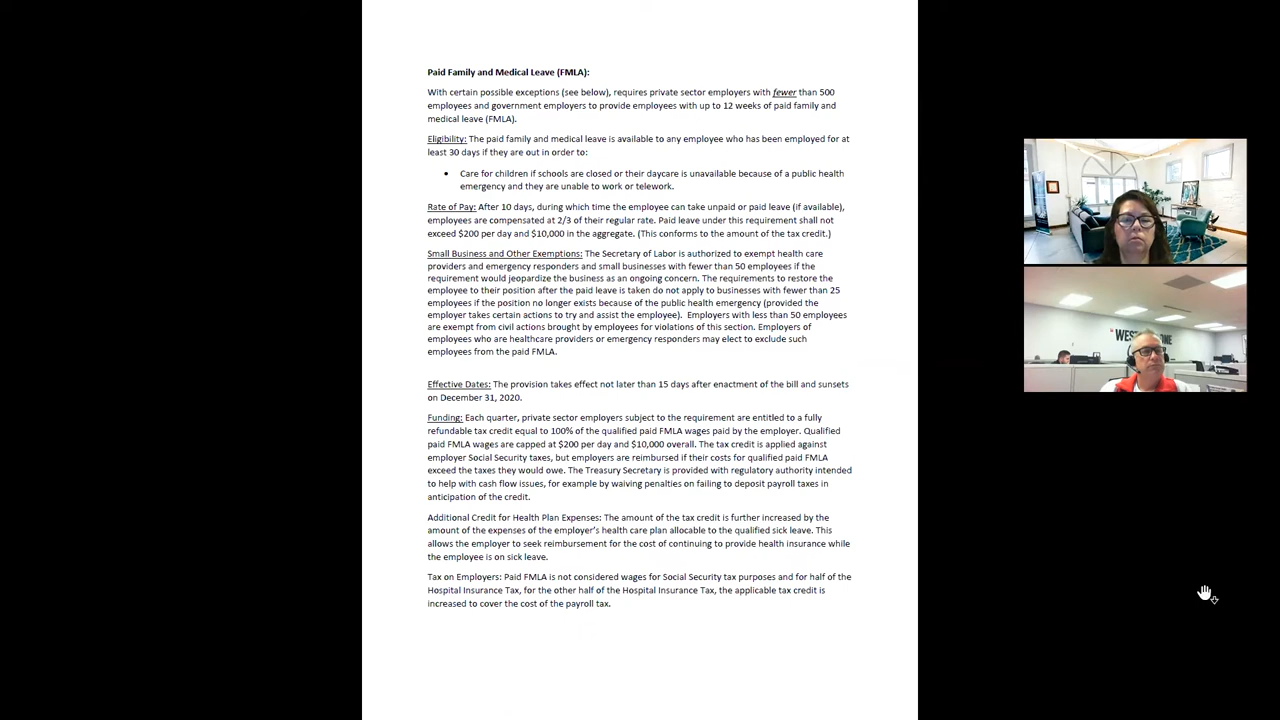 Paid Family and Medical Leave (FMLA):
With certain possible exceptions (see below), requires private sector employers with fewer than 500
employees and government employers to provide employees with up to 12 weeks of paid family and
medical leave (FMLA).
Eligibility: The paid family and medical leave is available to any employee who has been employed for at
least 30 days if they are out in order to:
• Care for children if schools are closed or their daycare is unavailable because of a public health
emergency and they are unable to work or telework.
Rate of Pay: After 10 days, during which time the employee can take unpaid or paid leave (if available),
employees are compensated at 2/3 of their regular rate. Paid leave under this requirement shall not
exceed $200 per day and $10,000 in the aggregate. (This conforms to the amount of the tax credit.)
Small Business and Other Exemptions: The Secretary of Labor is authorized to exempt health care
providers and emergency responders and small businesses with fewer than 50 employees if the
requirement would jeopardize the business as an ongoing concern. The requirements to restore the
employee to their position after the paid leave is taken do not apply to businesses with fewer than 25
employees if the position no longer exists because of the public health emergency (provided the
employer takes certain actions to try and assist the employee). Employers with less than 50 employees
are exempt from civil actions brought by employees for violations of this section. Employers of
employees who are healthcare providers or emergency responders may elect to exclude such
employees from the paid FMLA.
Effective Dates: The provision takes effect not later than 15 days after enactment of the bill and sunsets
on December 31, 2020.
Funding: Each quarter, private sector employers subject to the requirement are entitled to a fully
refundable tax credit equal to 100% of the qualified paid FMLA wages paid by the employer. Qualified
paid FMLA wages are capped at $200 per day and $10,000 overall. The tax credit is applied against
employer Social Security taxes, but employers are reimbursed if their costs for qualified paid FMLA
exceed the taxes they would owe. The Treasury Secretary is provided with regulatory authority intended
to help with cash flow issues, for example by waiving penalties on failing to deposit payroll taxes in
anticipation of the credit.
Additional Credit for Health Plan Expenses: The amount of the tax credit is further increased by the
amount of the expenses of the employer's health care plan allocable to the qualified sick leave. This
allows the employer to seek reimbursement for the cost of continuing to provide health insurance while
the employee is on sick leave.
Tax on Employers: Paid FMLA is not considered wages for Social Security tax purposes and for half of the
Hospital Insurance Tax, for the other half of the Hospital Insurance Tax, the applicable tax credit is
increased to cover the cost of the payroll tax.